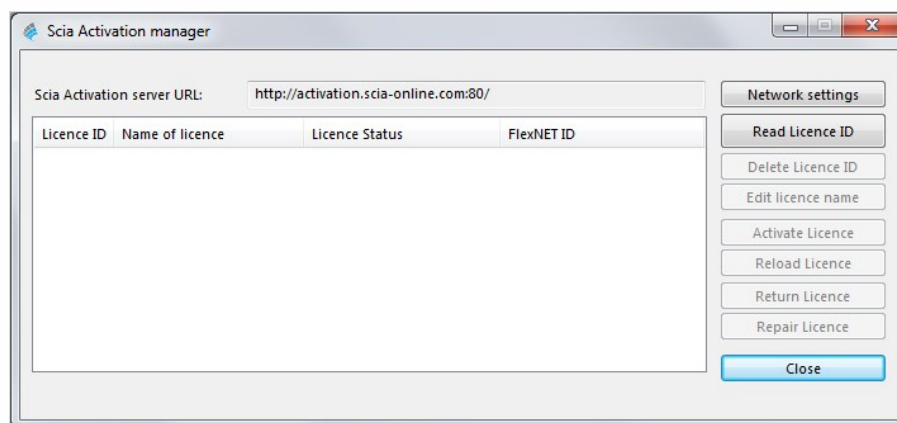 Scia Activation manager
Scia Activation server URL: http://activation.scia-online.com:80/ Network settings
Licence ID Name of licence Licence Status FlexNET ID Read Licence ID
Delete Licence ID
Edit licence name
Activate Licence
Reload Licence
Return Licence
Repair Licence
Close